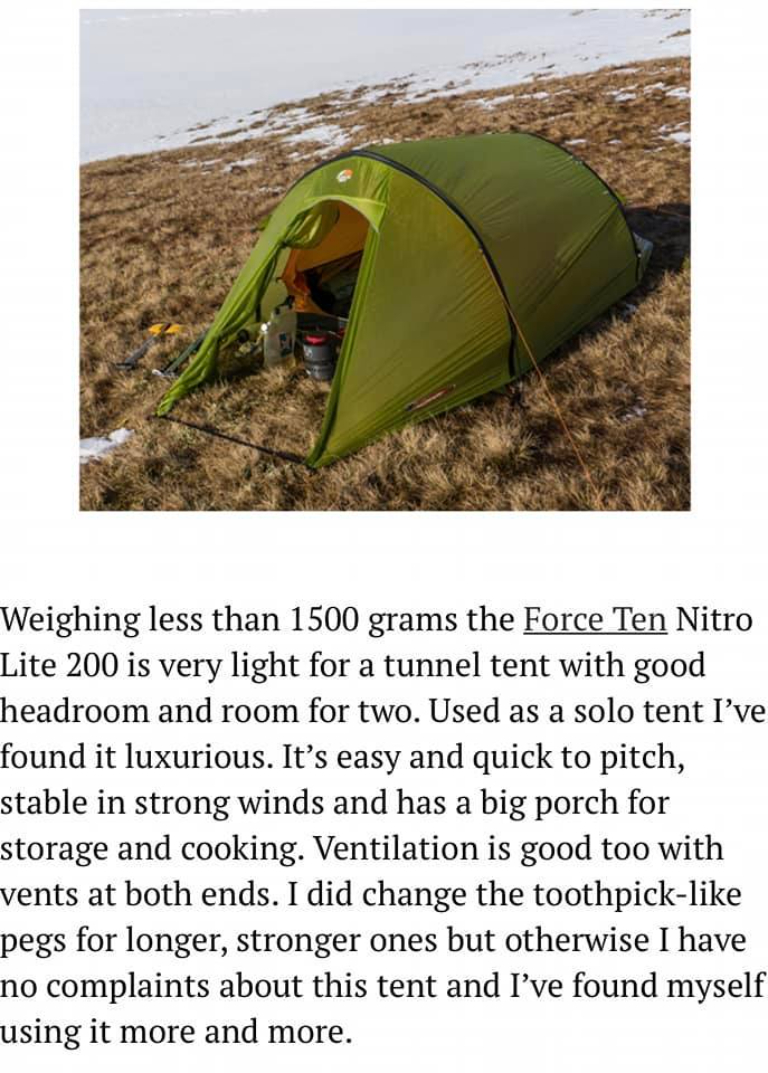 Weighing less than 1500 grams the Force Ten Nitro
Lite 200 is very light for a tunnel tent with good
headroom and room for two. Used as a solo tent I’ve
found it luxurious. It’s easy and quick to pitch,
stable in strong winds and has a big porch for
storage and cooking. Ventilation is good too with
vents at both ends. I did change the toothpick-like
pegs for longer, stronger ones but otherwise I have
no complaints about this tent and I’ve found myself
using it more and more.